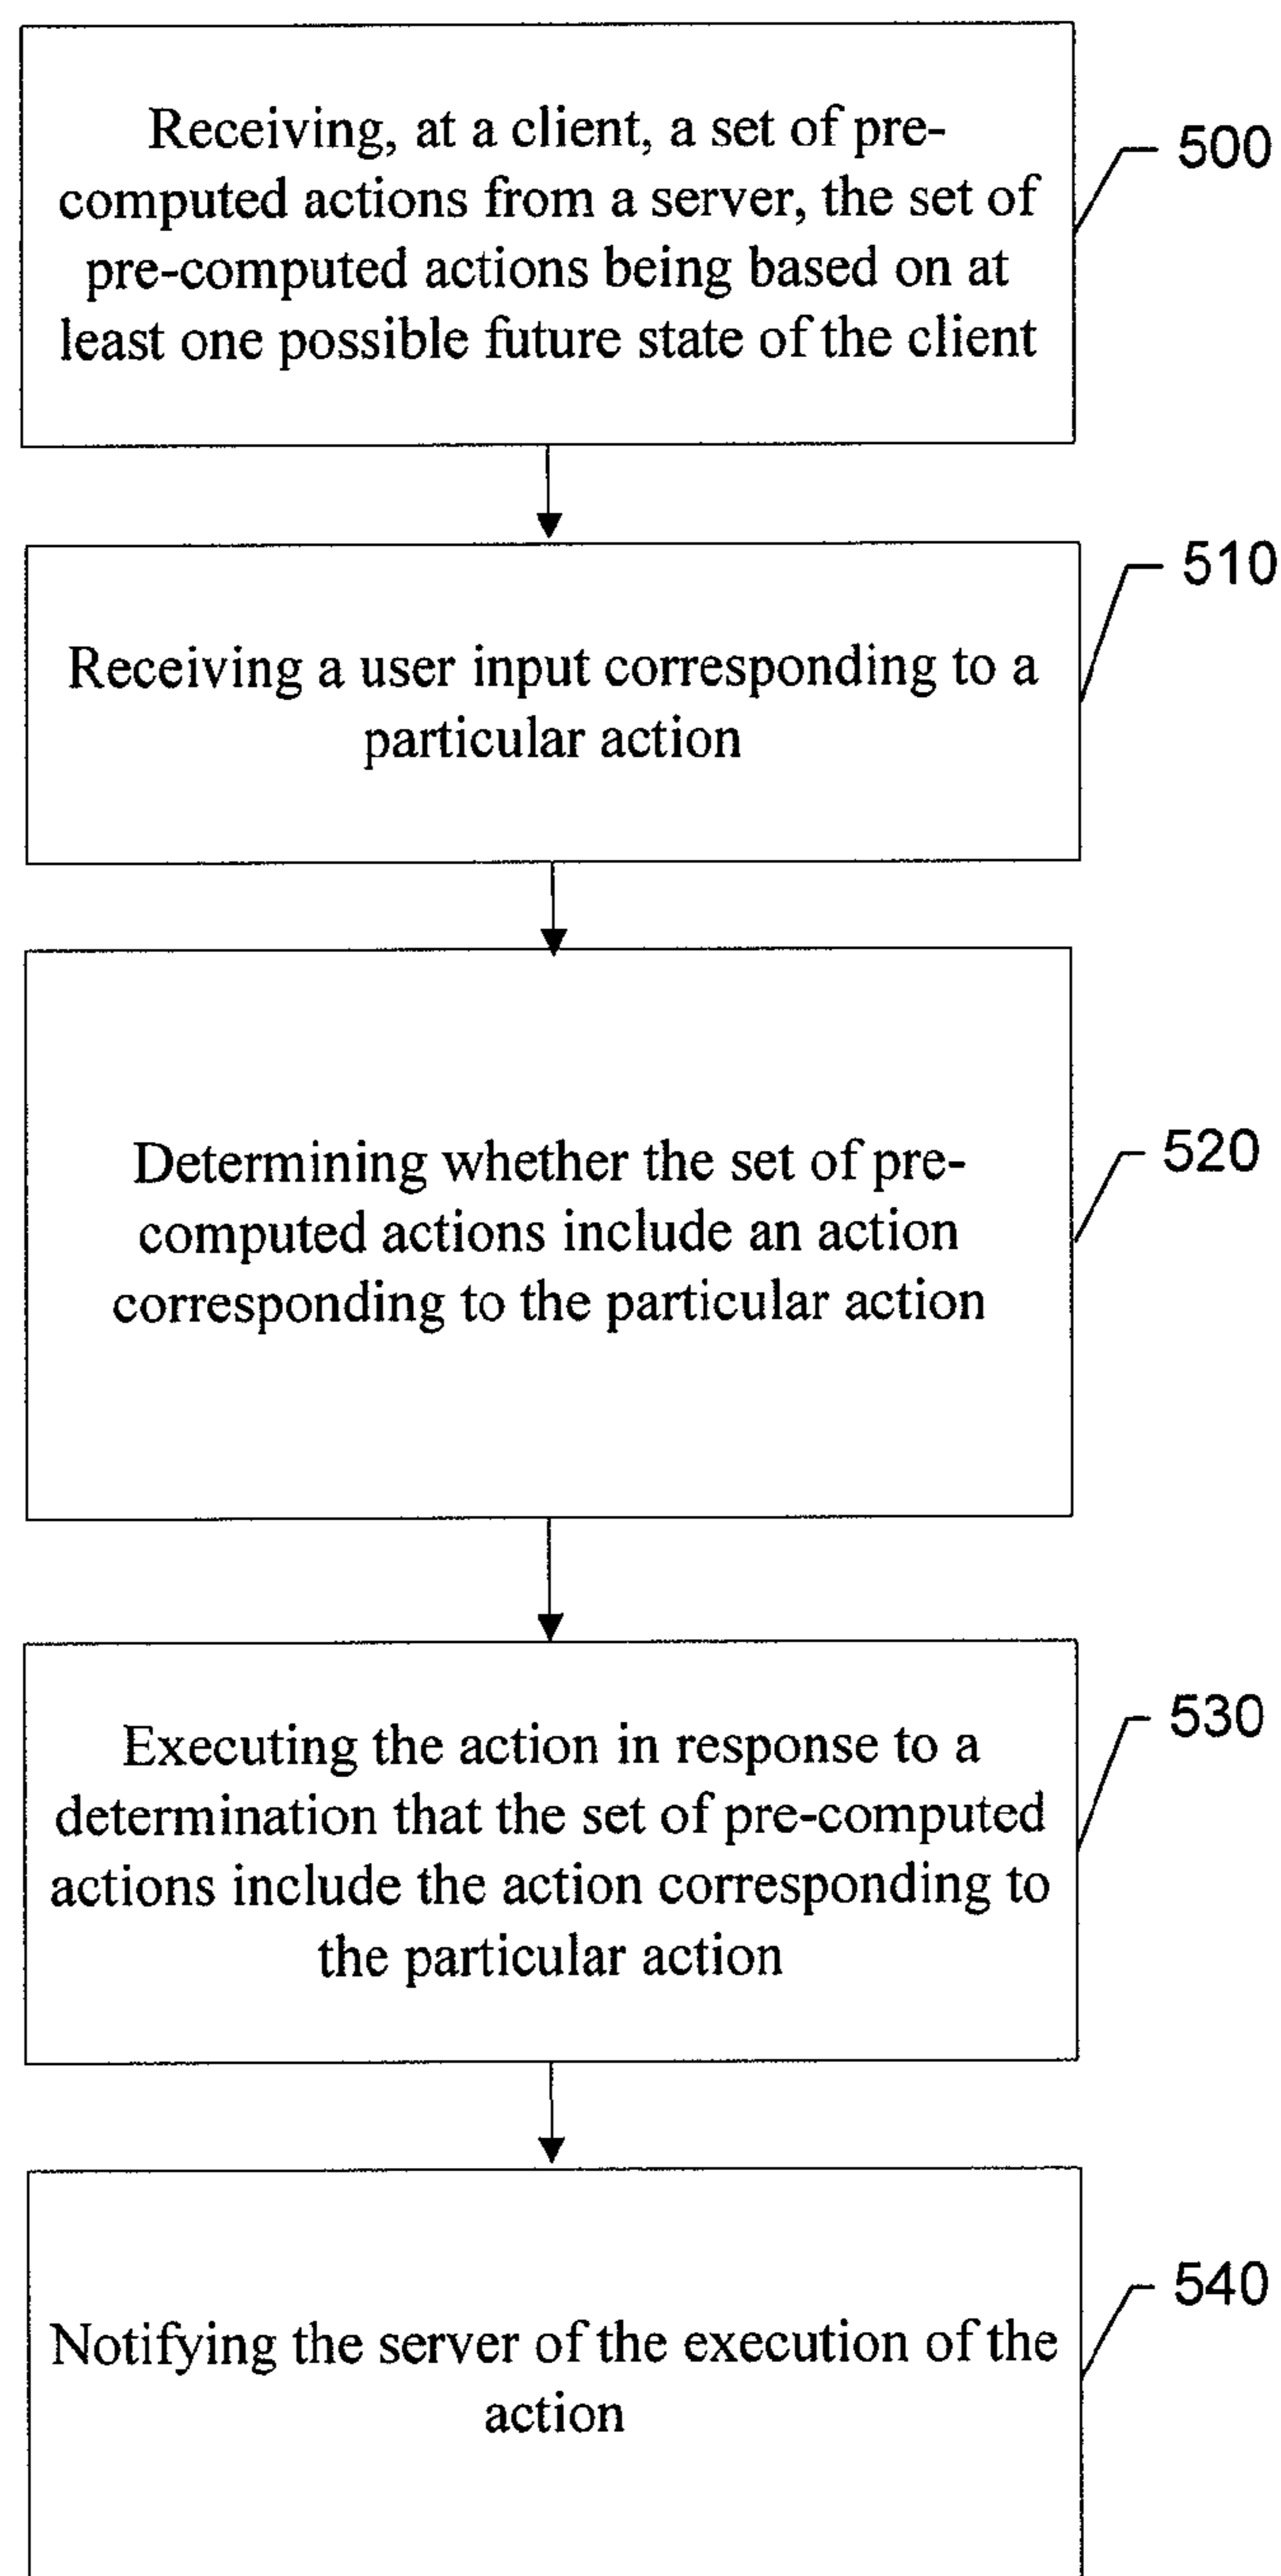 Receiving, at a client, a set of pre-
computed actions from a server, the set of
pre-computed actions being based on at
least one possible future state of the client
500
Receiving a user input corresponding to a
particular action
510
Determining whether the set of pre-
computed actions include an action
corresponding to the particular action
520
Executing the action in response to a
determination that the set of pre-computed
actions include the action corresponding to
the particular action
530
Notifying the server of the execution of the
action
540